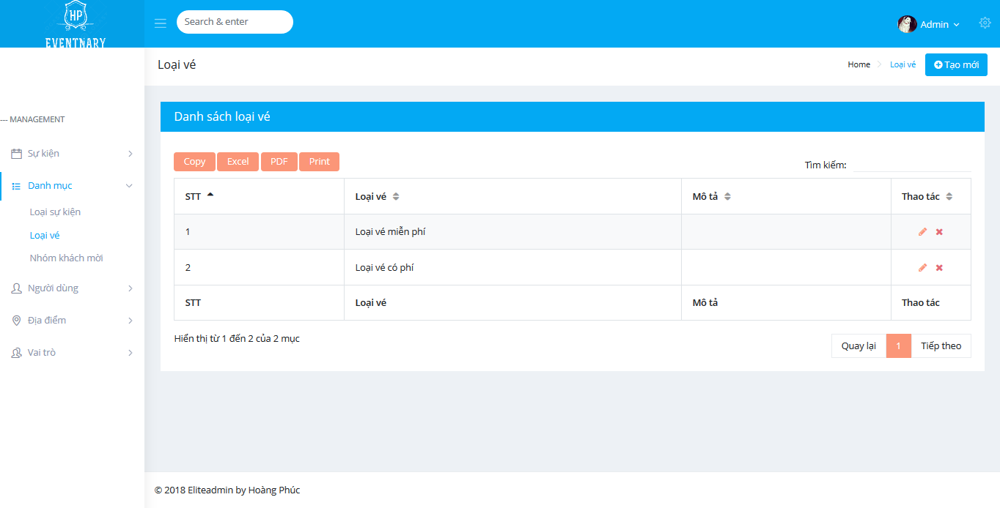 HP
EVENTNARY
Search & enter
Admin
Loại vé
Home
Loại vé
Tạo mới
--- MANAGEMENT
Sự kiện
Danh mục
Loại sự kiện
Loại vé
Nhóm khách mời
Người dùng
Địa điểm
Vai trò
Danh sách loại vé
Copy Excel PDF Print
Tìm kiếm:
STT Loại vé Mô tả Thao tác
1 Loại vé miễn phí
2 Loại vé có phí
STT Loại vé Mô tả Thao tác
Hiển thị từ 1 đến 2 của 2 mục
Quay lại 1 Tiếp theo
© 2018 Eliteadmin by Hoàng Phúc